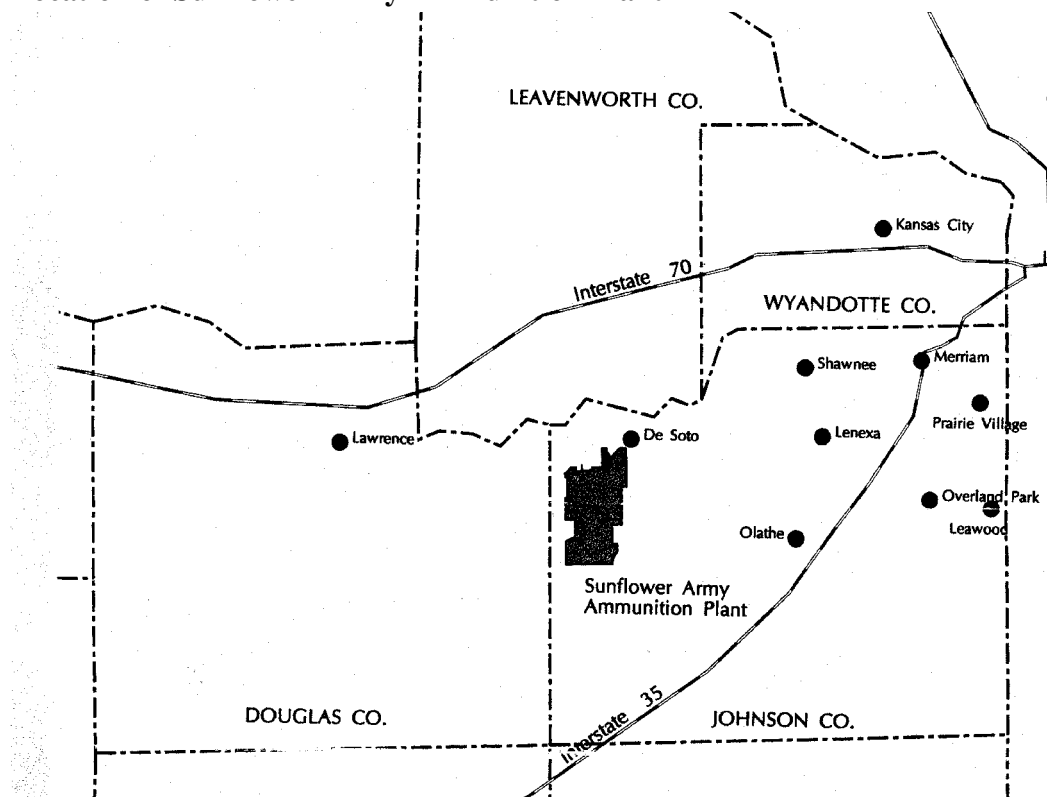 LEAVENWORTH CO.
Kansas City
Interstate 70
WYANDOTTE CO.
Shawnee
Merriam
Prairie Village
Lawrence
De Soto
Lenexa
Overland Park
Leawood
Olathe
Sunflower Army
Ammunition Plant
Interstate 35
DOUGLAS CO.
JOHNSON CO.